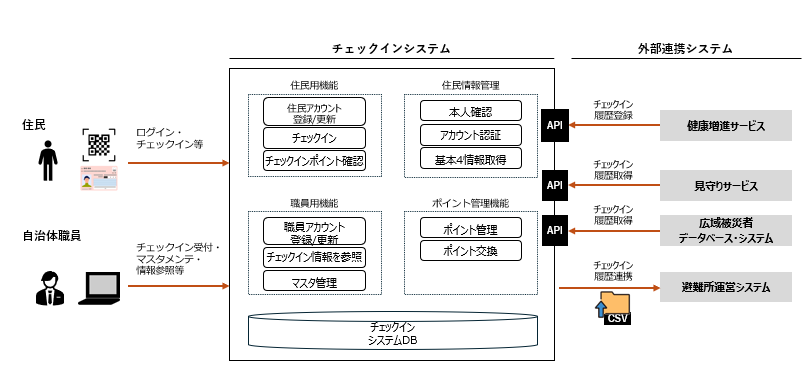 チェックインシステム
外部連携システム
住民
ログイン・
チェックイン等
自治体職員
チェックイン受付・
マスタメンテ・
情報参照等
住民用機能
住民アカウント
登録/更新
チェックイン
チェックインポイント確認
住民情報管理
本人確認
アカウント認証
基本4情報取得
職員用機能
職員アカウント
登録/更新
チェックイン情報を参照
マスタ管理
ポイント管理機能
ポイント管理
ポイント交換
チェックイン
システムDB
API
API
API
チェックイン
履歴登録
健康増進サービス
チェックイン
履歴取得
見守りサービス
チェックイン
履歴取得
広域被災者
データベース・システム
チェックイン
履歴連携
CSV
避難所運営システム